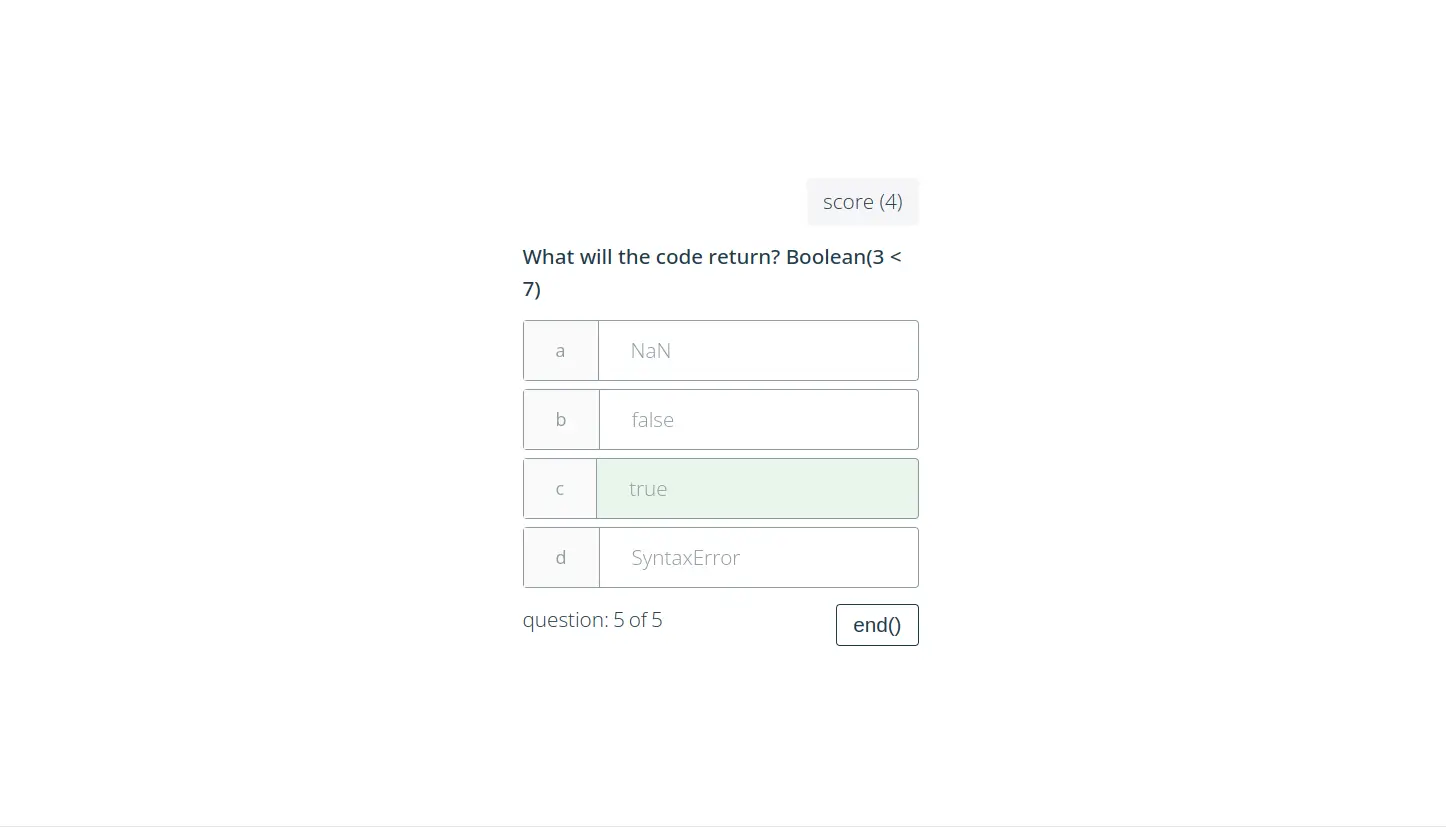 score (4)
What will the code return? Boolean(3 <
7)
a NaN
b false
c true
d SyntaxError
question: 5 of 5 end()